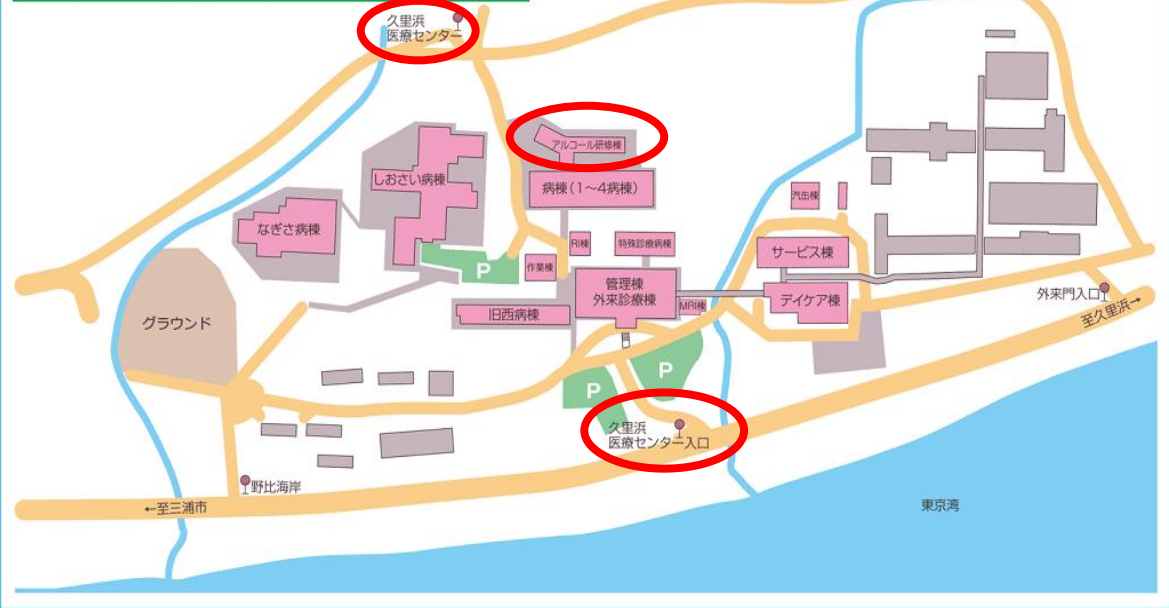 久里浜
医療センター
アルコール研修棟
しおさい病棟
病棟(1～4病棟)
汽缶棟
なぎさ病棟
RI棟
特殊診療病棟
サービス棟
P
作業棟
管理棟
外来診療棟
MRI棟
デイケア棟
外来門入口
至久里浜→
旧西病棟
グラウンド
P
P
久里浜
医療センター入口
野比海岸
←至三浦市
東京湾